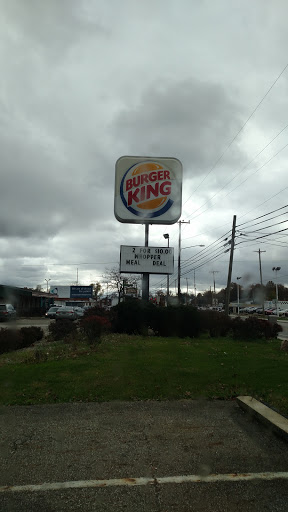 BURGER
KING
2 FOR $10.0
WHOPPER
MEAL DEAL